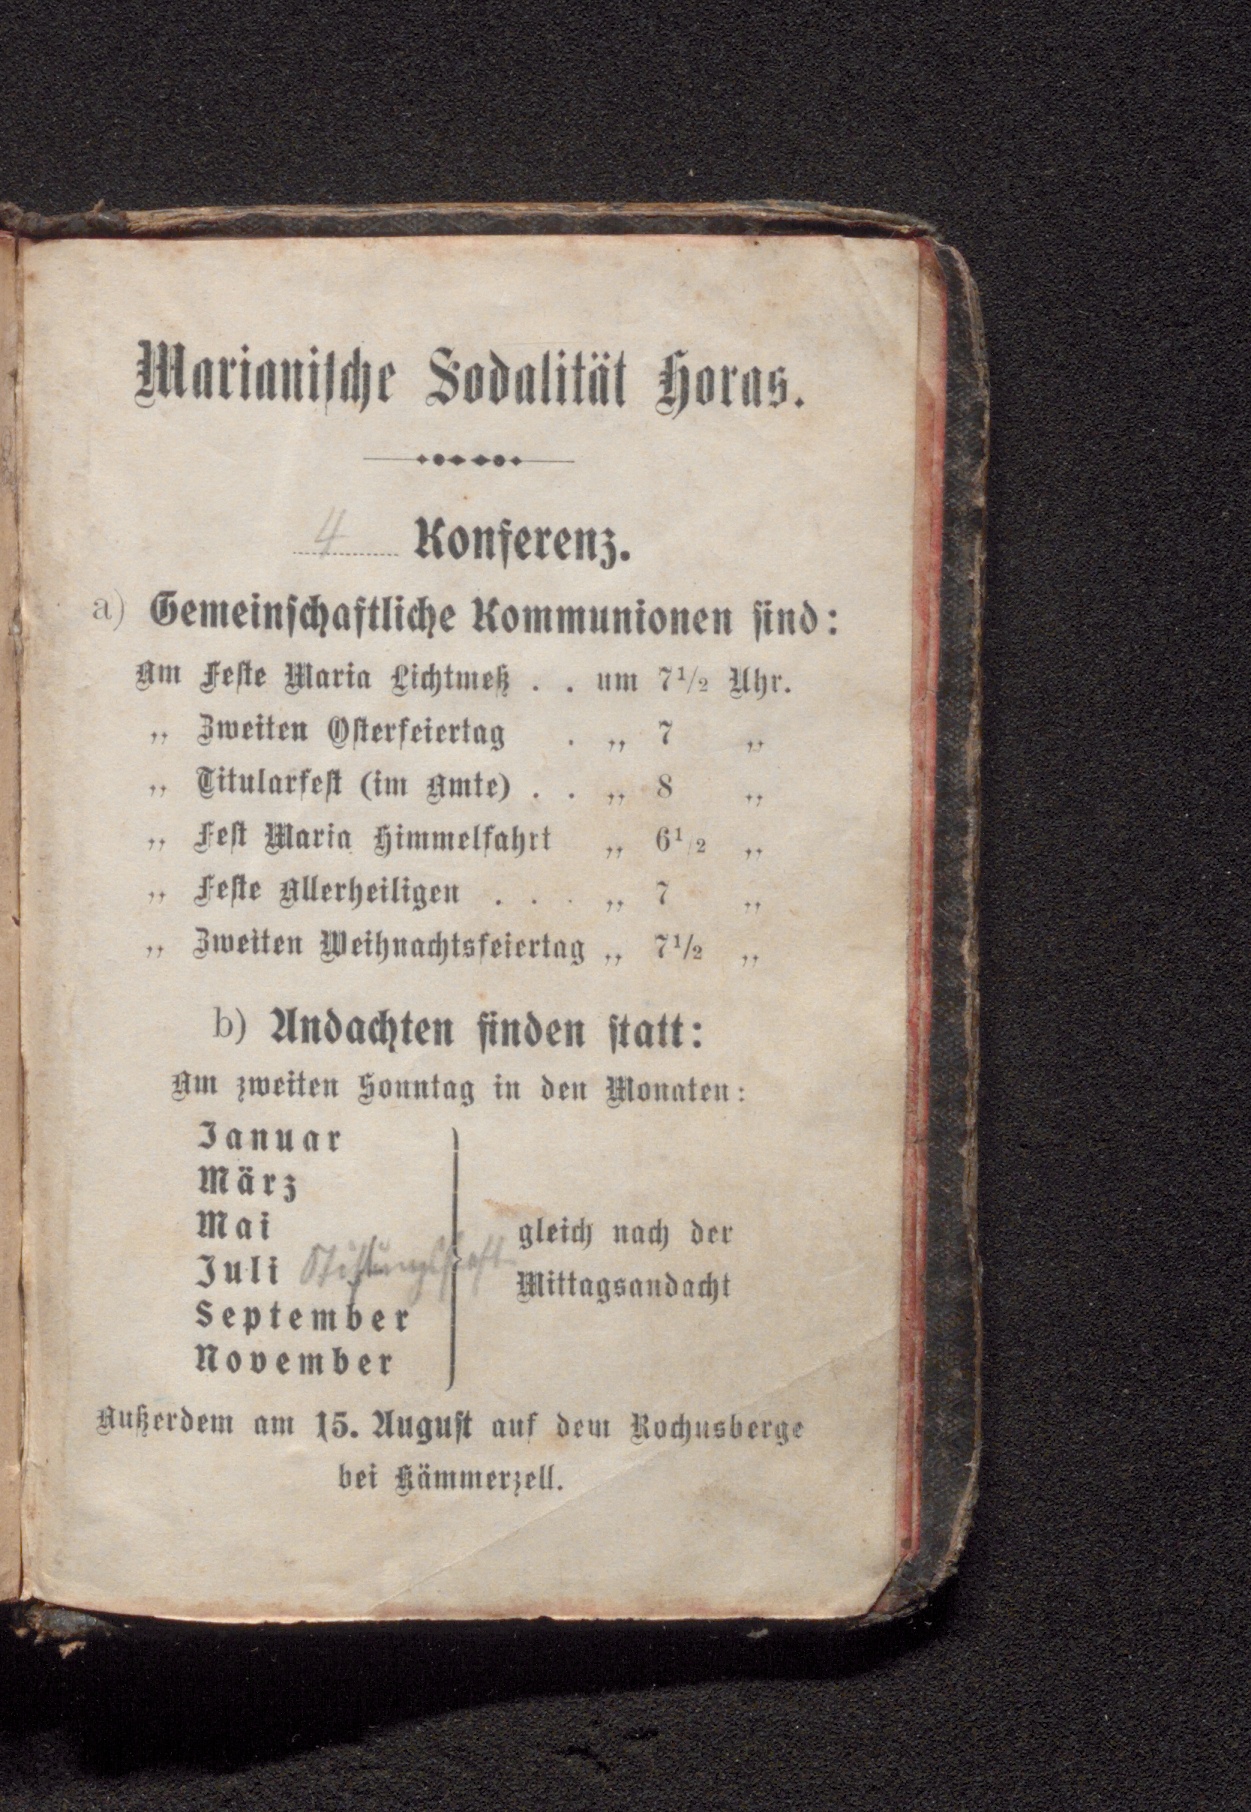 Marianische Sodalität Horas.
4 Konferenz.
a) Gemeinschaftliche Kommunionen sind:
Am Feste Maria Lichtmeß . . um 7½ Uhr.
„ Zweiten Osterfeiertag . „ 7 „
„ Titularfest (im Amte) . . „ 8 „
„ Fest Maria Himmelfahrt „ 6½ „
„ Feste Allerheiligen . . . „ 7 „
„ Zweiten Weihnachtsfeiertag „ 7½ „
b) Andachten finden statt:
Am zweiten Sonntag in den Monaten:
Januar
März
Mai
Juli Stiftungsfest
September
November
gleich nach der
Mittagsandacht
Außerdem am 15. August auf dem Rochusberge
bei Kämmerzell.